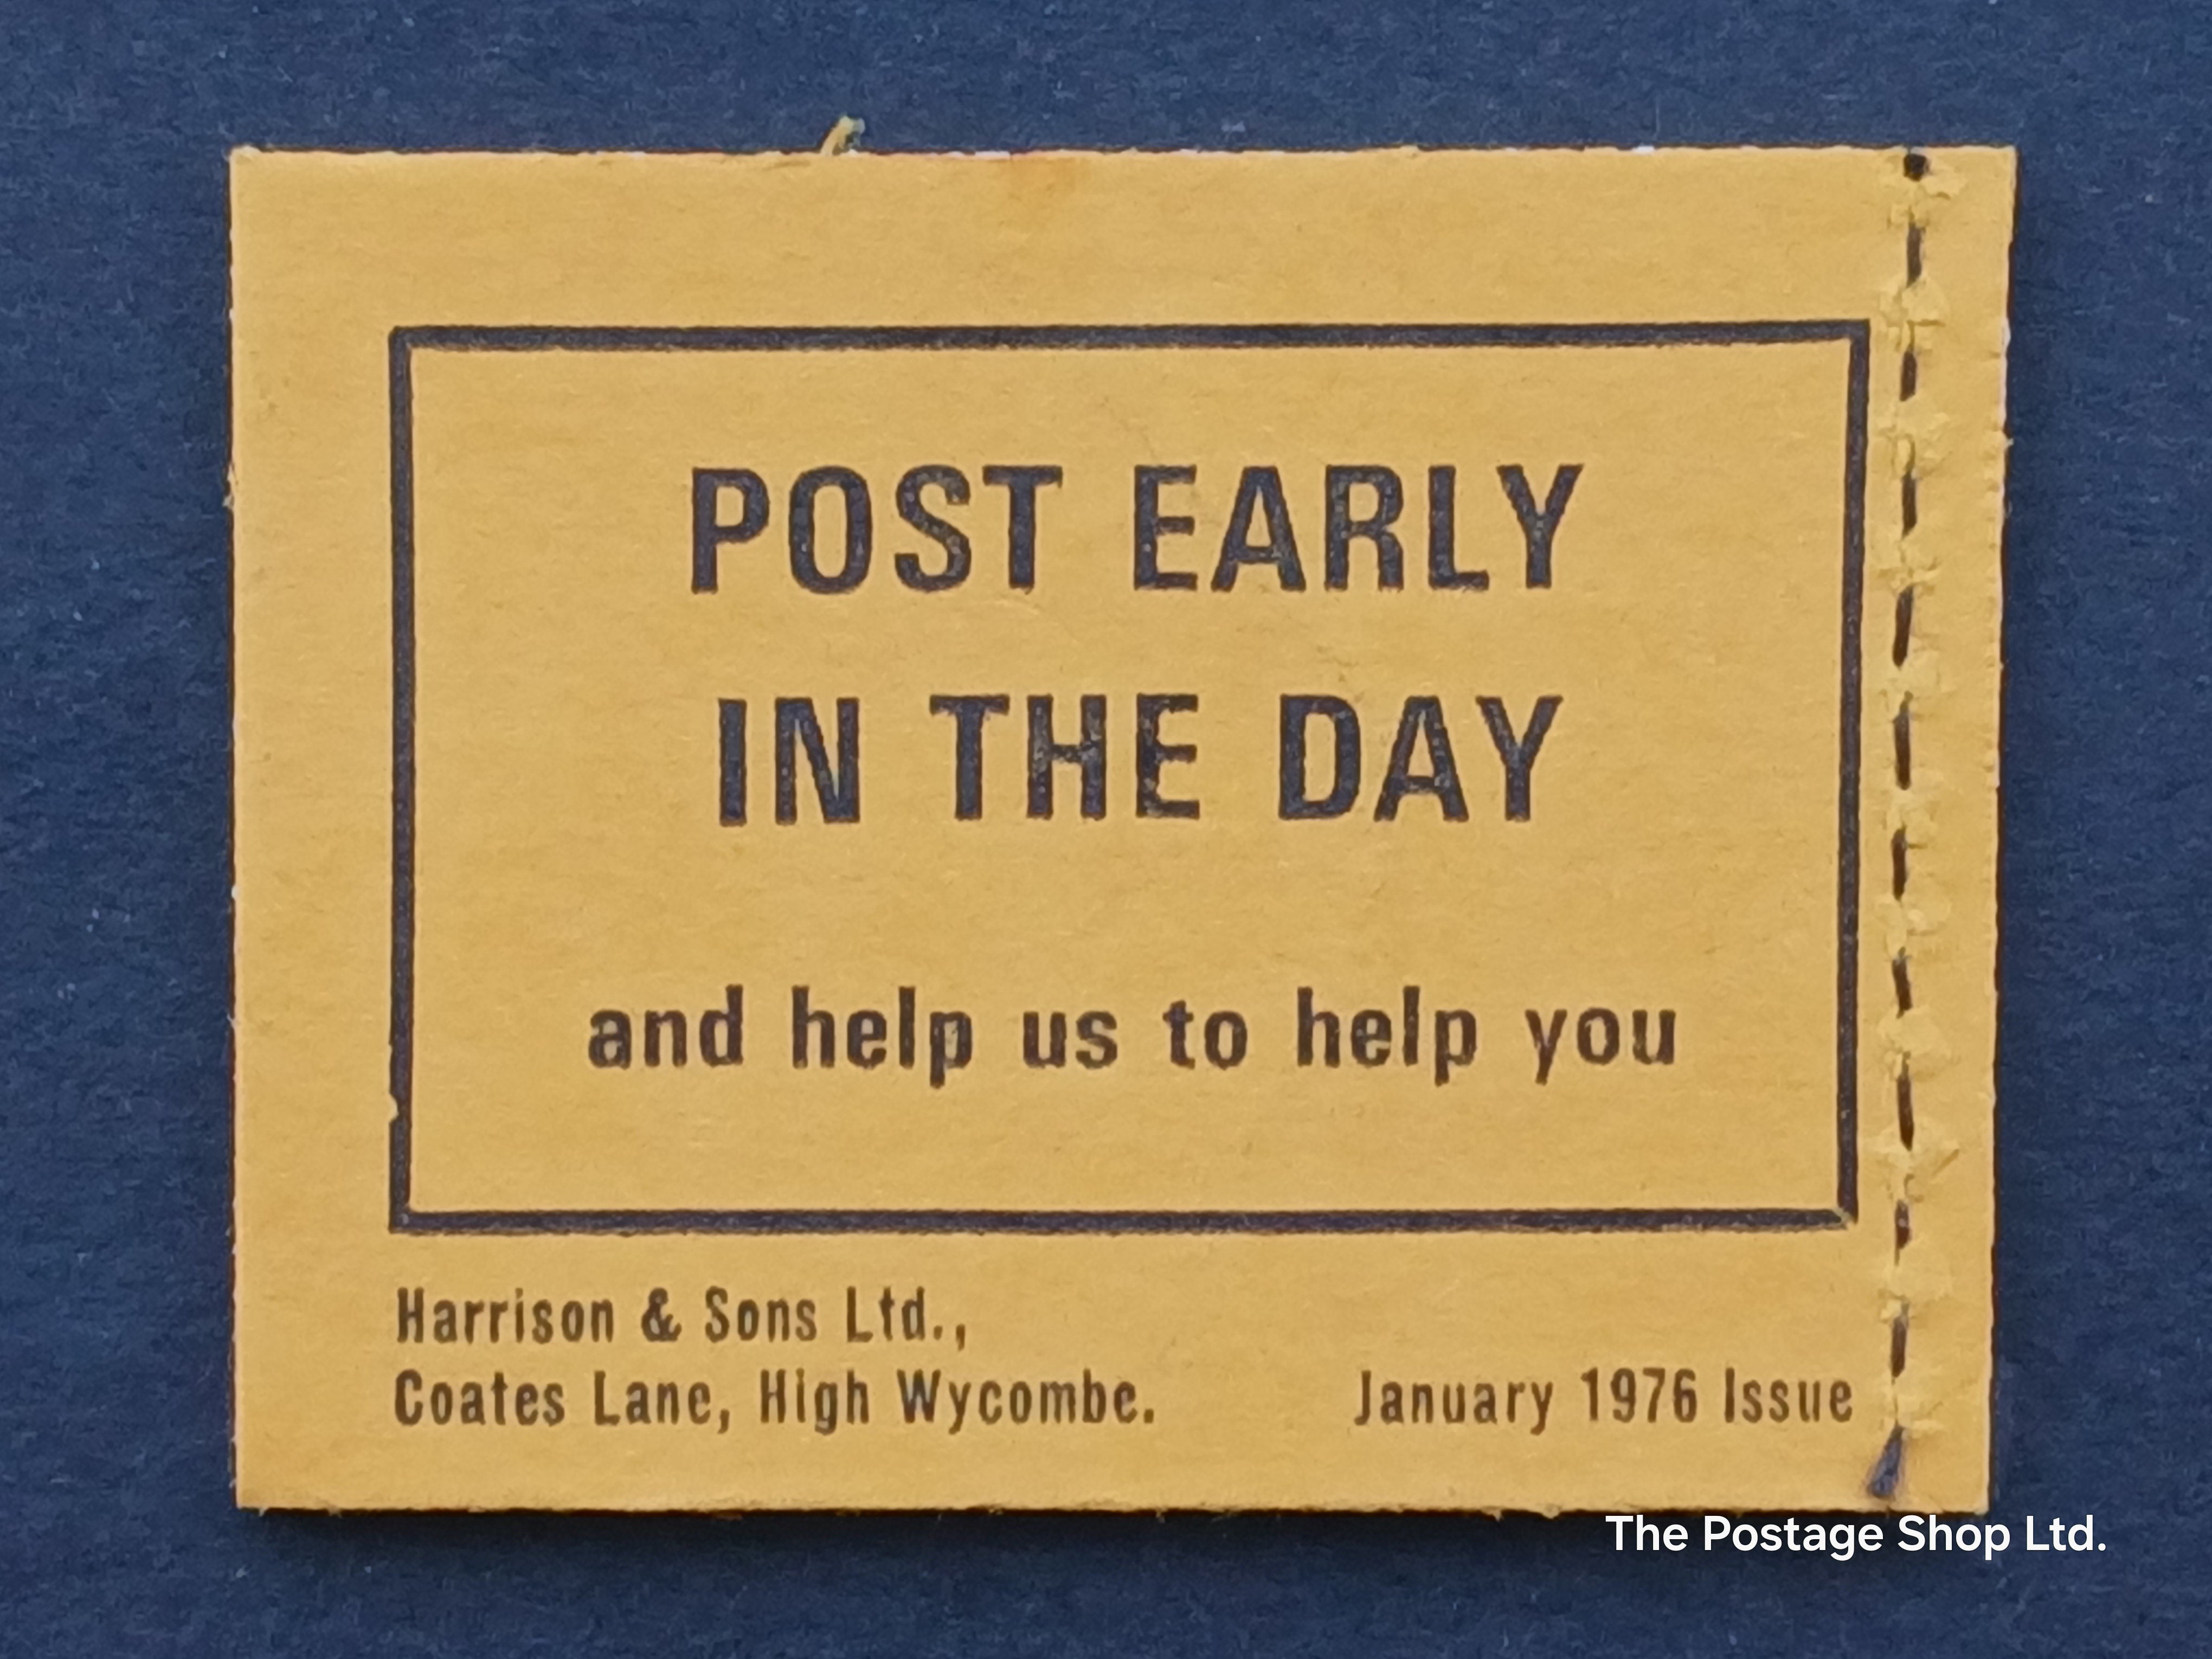 POST EARLY
IN THE DAY
and help us to help you
Harrison & Sons Ltd.,
Coates Lane, High Wycombe.
January 1976 Issue
The Postage Shop Ltd.